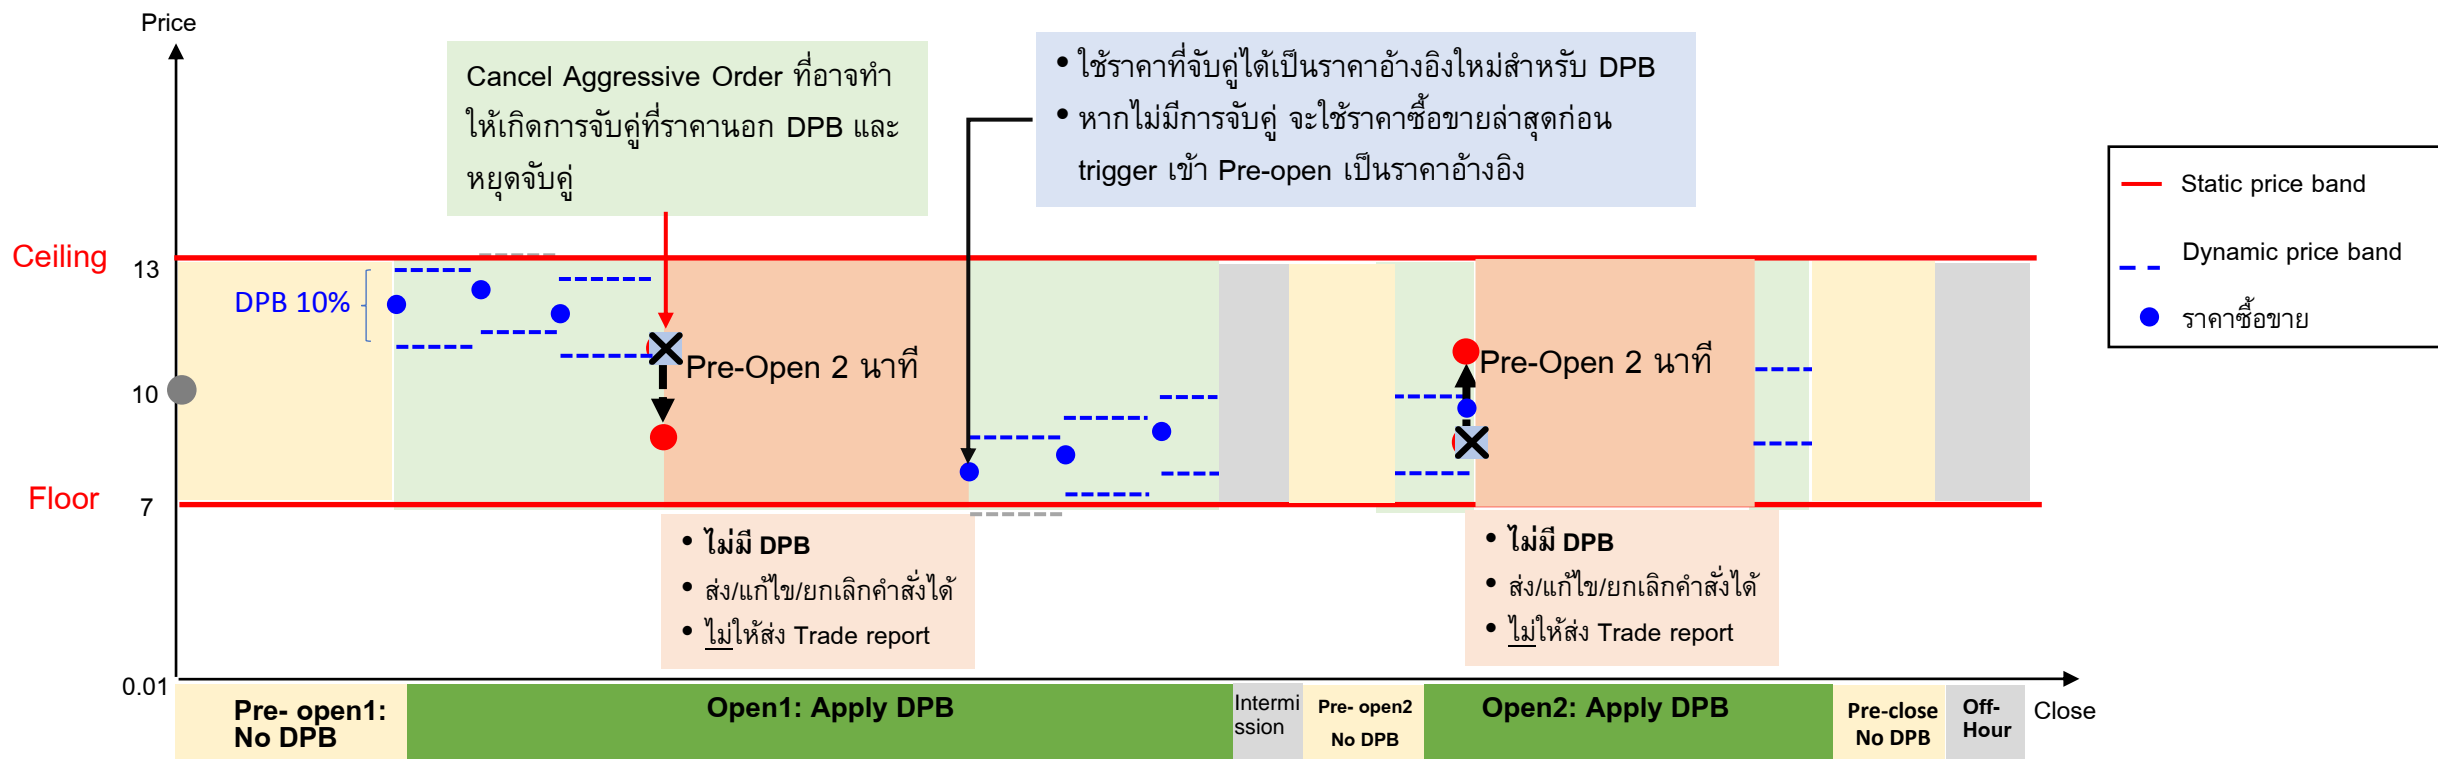 Price
Cancel Aggressive Order ที่อาจทำ
ให้เกิดการจับคู่ที่ราคานอก DPB และ
หยุดจับคู่
• ใช้ราคาที่จับคู่ได้เป็นราคาอ้างอิงใหม่สำหรับ DPB
• หากไม่มีการจับคู่ จะใช้ราคาซื้อขายล่าสุดก่อน
trigger เข้า Pre-open เป็นราคาอ้างอิง
Static price band
Dynamic price band
ราคาซื้อขาย
Ceiling
13
DPB 10%
10
Floor
7
0.01
Pre-Open 2 นาที
Pre-Open 2 นาที
• ไม่มี DPB
• ส่ง/แก้ไข/ยกเลิกคำสั่งได้
• ไม่ให้ส่ง Trade report
• ไม่มี DPB
• ส่ง/แก้ไข/ยกเลิกคำสั่งได้
• ไม่ให้ส่ง Trade report
Pre- open1:
No DPB
Open1: Apply DPB
Intermi
ssion
Pre- open2
No DPB
Open2: Apply DPB
Pre-close
No DPB
Off-
Hour
Close